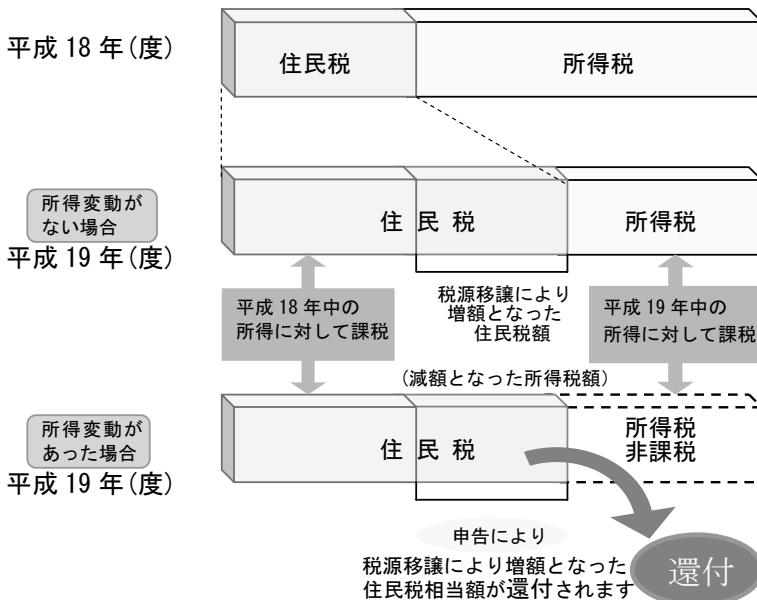 平成 18 年(度)
住民税
所得税
所得変動が
ない場合
平成 19 年(度)
住 民 税
所得税
平成 18 年中の
所得に対して課税
税源移譲により
増額となった
住民税額
平成 19 年中の
所得に対して課税
(減額となった所得税額)
所得変動が
あった場合
平成 19 年(度)
住 民 税
所得税
非課税
申告により
税源移譲により増額となった
住民税相当額が還付されます
還付